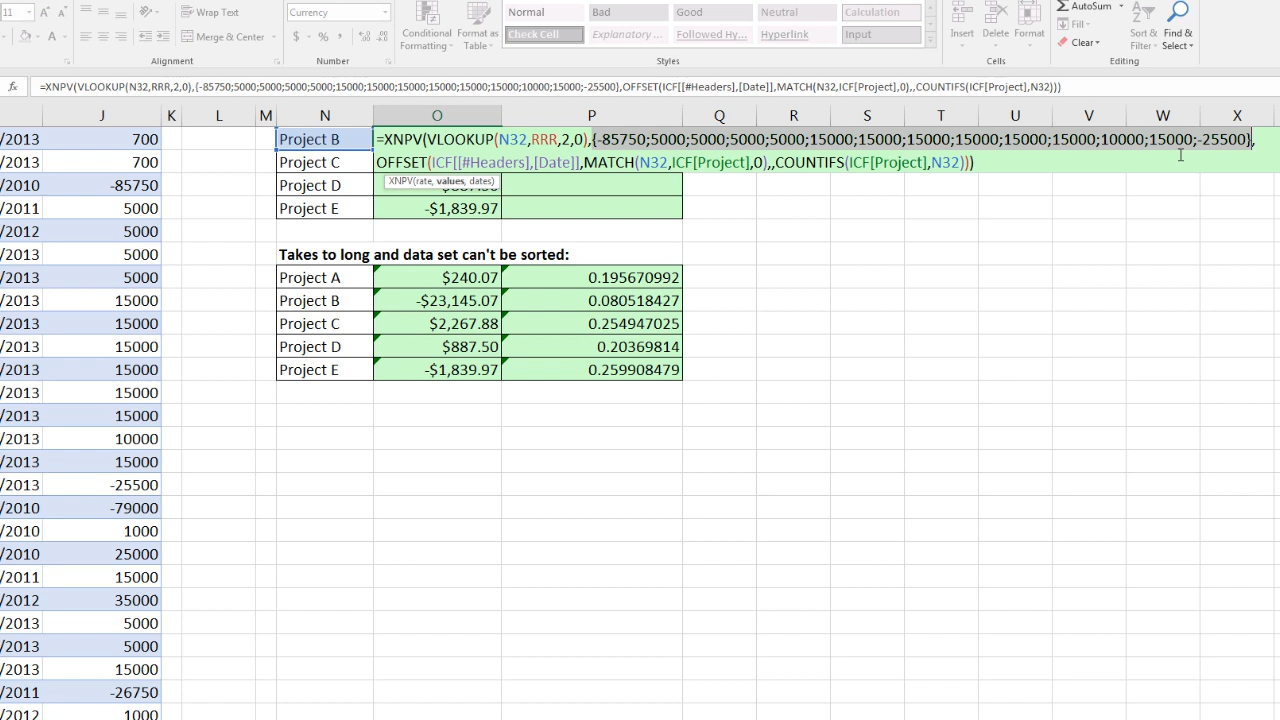 11 Wrap Text Currency Normal Bad Good Neutral Calculation AutoSum
Fill
Merge & Center $ % , Conditional Formatting Format as Table Check Cell Explanatory ... Followed Hy... Hyperlink Input Insert Delete Format Clear Sort & Filter Find & Select
Alignment Number Styles Cells Editing
fx =XNPV(VLOOKUP(N32,RRR,2,0),{-85750;5000;5000;5000;5000;15000;15000;15000;15000;15000;15000;10000;15000;-25500},OFFSET(ICF[[#Headers],[Date]],MATCH(N32,ICF[Project],0),,COUNTIFS(ICF[Project],N32)))
J K L M N O P Q R S T U V W X
/2013 700 Project B =XNPV(VLOOKUP(N32,RRR,2,0),{-85750;5000;5000;5000;5000;15000;15000;15000;15000;15000;15000;10000;15000;-25500},
/2013 700 Project C OFFSET(ICF[[#Headers],[Date]],MATCH(N32,ICF[Project],0),,COUNTIFS(ICF[Project],N32)))
XNPV(rate, values, dates)
/2010 -85750 Project D
/2011 5000 Project E -$1,839.97
/2012 5000
/2013 5000 Takes to long and data set can't be sorted:
/2013 5000 Project A $240.07 0.195670992
/2013 15000 Project B -$23,145.07 0.080518427
/2013 15000 Project C $2,267.88 0.254947025
/2013 15000 Project D $887.50 0.20369814
/2013 15000 Project E -$1,839.97 0.259908479
/2013 15000
/2013 15000
/2013 10000
/2013 15000
/2013 -25500
/2010 -79000
/2010 1000
/2010 25000
/2011 15000
/2012 35000
/2013 5000
/2013 5000
/2013 15000
/2011 -26750
/2012 1000